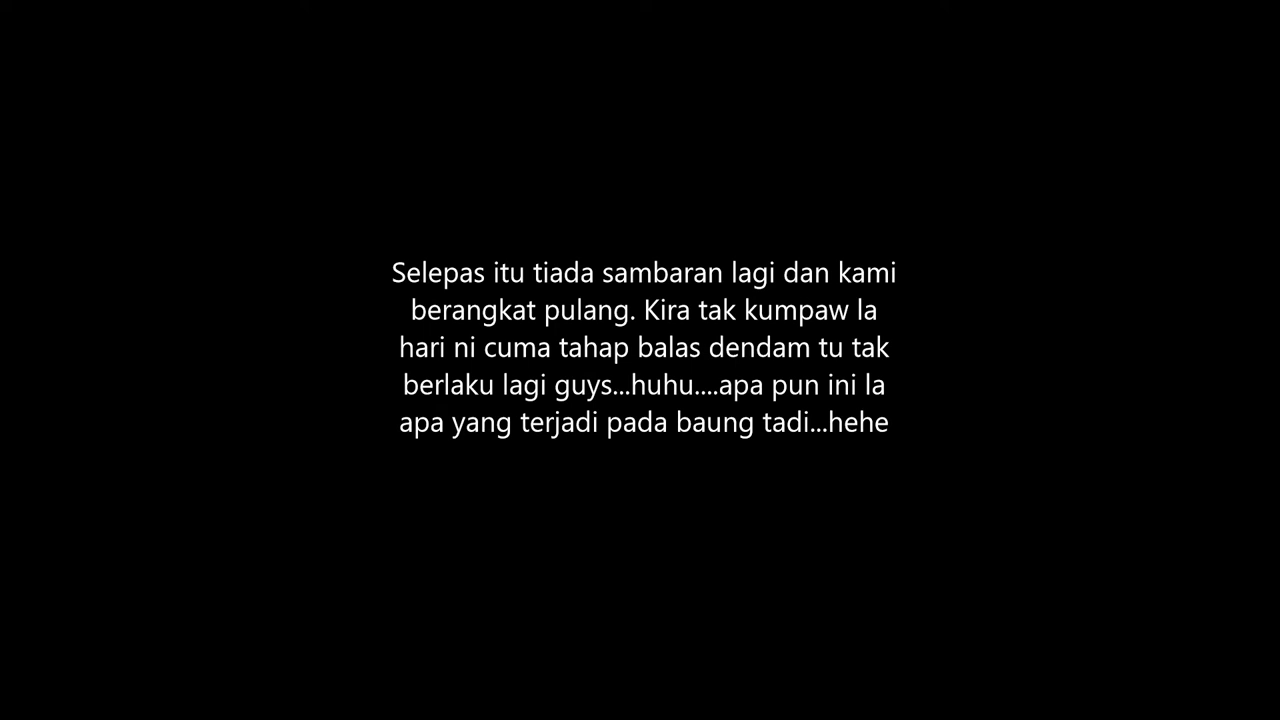 Selepas itu tiada sambaran lagi dan kami
berangkat pulang. Kira tak kumpaw la
hari ni cuma tahap balas dendam tu tak
berlaku lagi guys...huhu....apa pun ini la
apa yang terjadi pada baung tadi...hehe